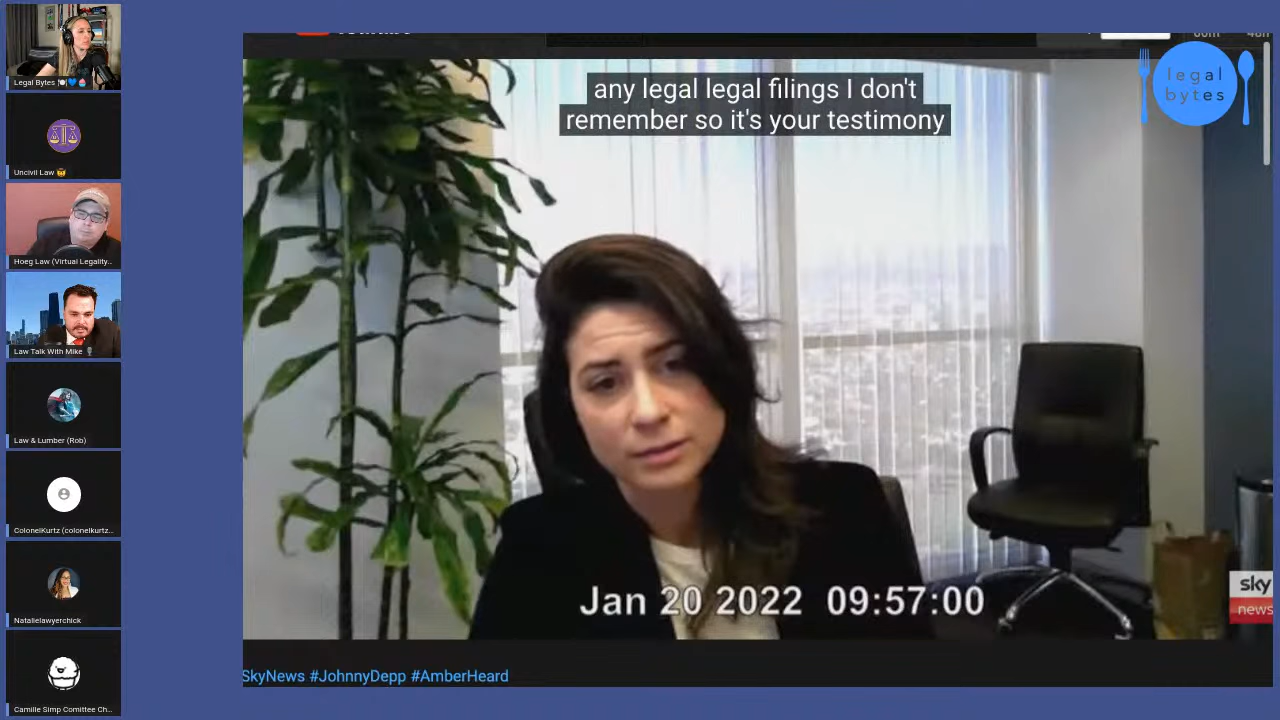 Legal Bytes
Uncivil Law
Hoeg Law (Virtual Legality..
Law Talk With Mike
Law & Lumber (Rob)
ColonelKurtz (colonelkurtz...
Natalielawyerchick
Camille Simp Comittee Ch...
any legal legal filings I don't
remember so it's your testimony
legal
bytes
Jan 20 2022 09:57:00
sky
news
SkyNews #JohnnyDepp #AmberHeard